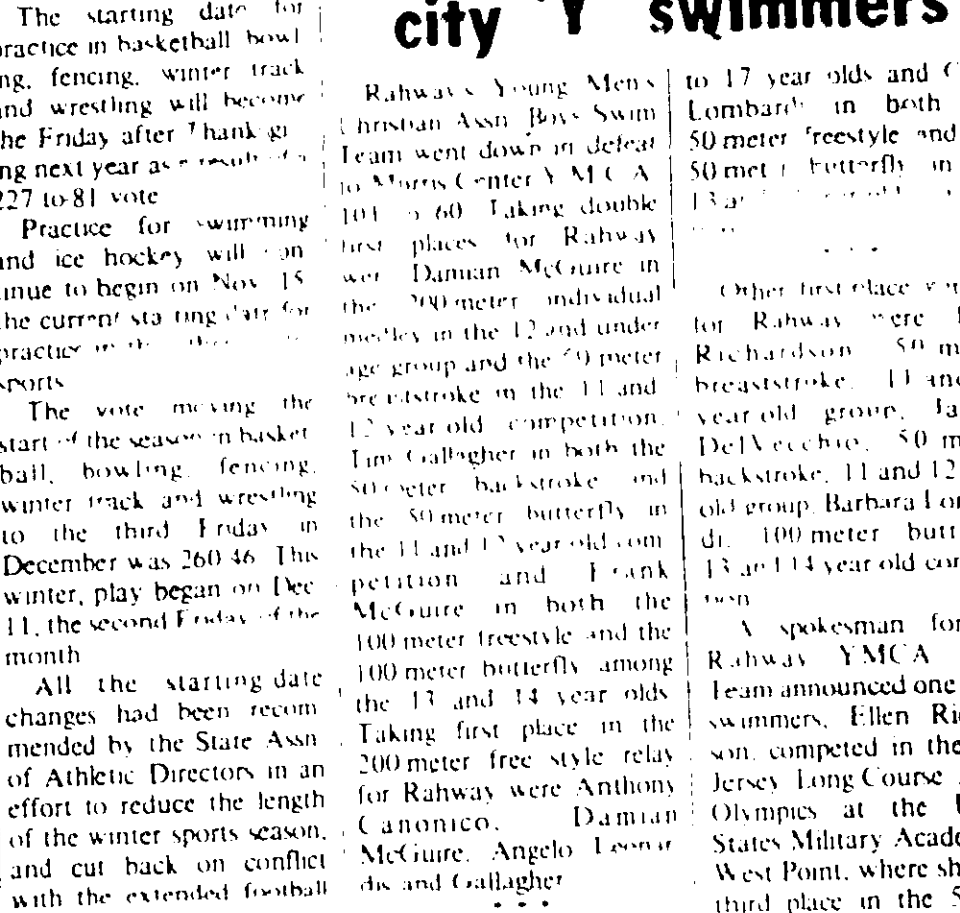 The starting date for
practice in basketball bowl
ing, fencing, winter track
and wrestling will become
the Friday after Thanksgi
ng next year as a result of a
227 to 81 vote
Practice for swimming
and ice hockey will con
tinue to begin on Nov 15
the current starting date for
practice in
sports
The vote moving the
start of the season in basket
ball, bowling, fencing,
winter track and wrestling
to the third Friday in
December was 260 46 This
winter, play began on Dec
11, the second Friday of the
month
All the starting date
changes had been recom
mended by the State Assn
of Athletic Directors in an
effort to reduce the length
of the winter sports season,
and cut back on conflict
with the extended football
city 'Y' swimmers
Rahway's Young Men's
Christian Assn Boys Swim
Team went down in defeat
to Morris Center Y M C A
60 Taking double
first places for Rahway
were Damian McGuire in
the 200 meter individual
medley in the 12 and under
age group and the 50 meter
breaststroke in the 11 and
12 year old competition,
Tim Gallagher in both the
50 meter backstroke and
the 50 meter butterfly in
the 11 and 12 year old com
petition and Frank
McGuire in both the
100 meter freestyle and the
100 meter butterfly among
the 13 and 14 year olds
Taking first place in the
200 meter free style relay
for Rahway were Anthony
Canonico, Damian
McGuire, Angelo Leonar
dis and Gallagher
to 17 year olds and
Lombardi in both
50 meter freestyle and
50 meter butterfly in
13 and
Other first place
for Rahway were
Richardson 50 m
breaststroke, 11 and
year old group, Ja
DelVecchio, 50 m
backstroke, 11 and 12
old group, Barbara Lom
di, 100 meter butt
13 and 14 year old com
tion
A spokesman for
Rahway YMCA
Team announced one
swimmers, Ellen Ric
son, competed in the
Jersey Long Course
Olympics at the U
States Military Acade
West Point, where sh
third place in the 5